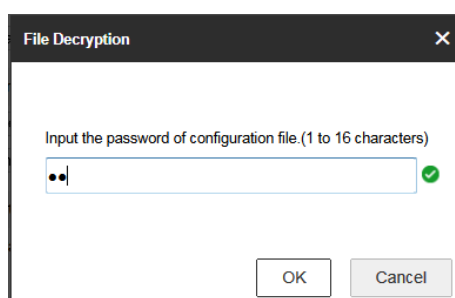 File Decryption
Input the password of configuration file.(1 to 16 characters)
••
OK Cancel